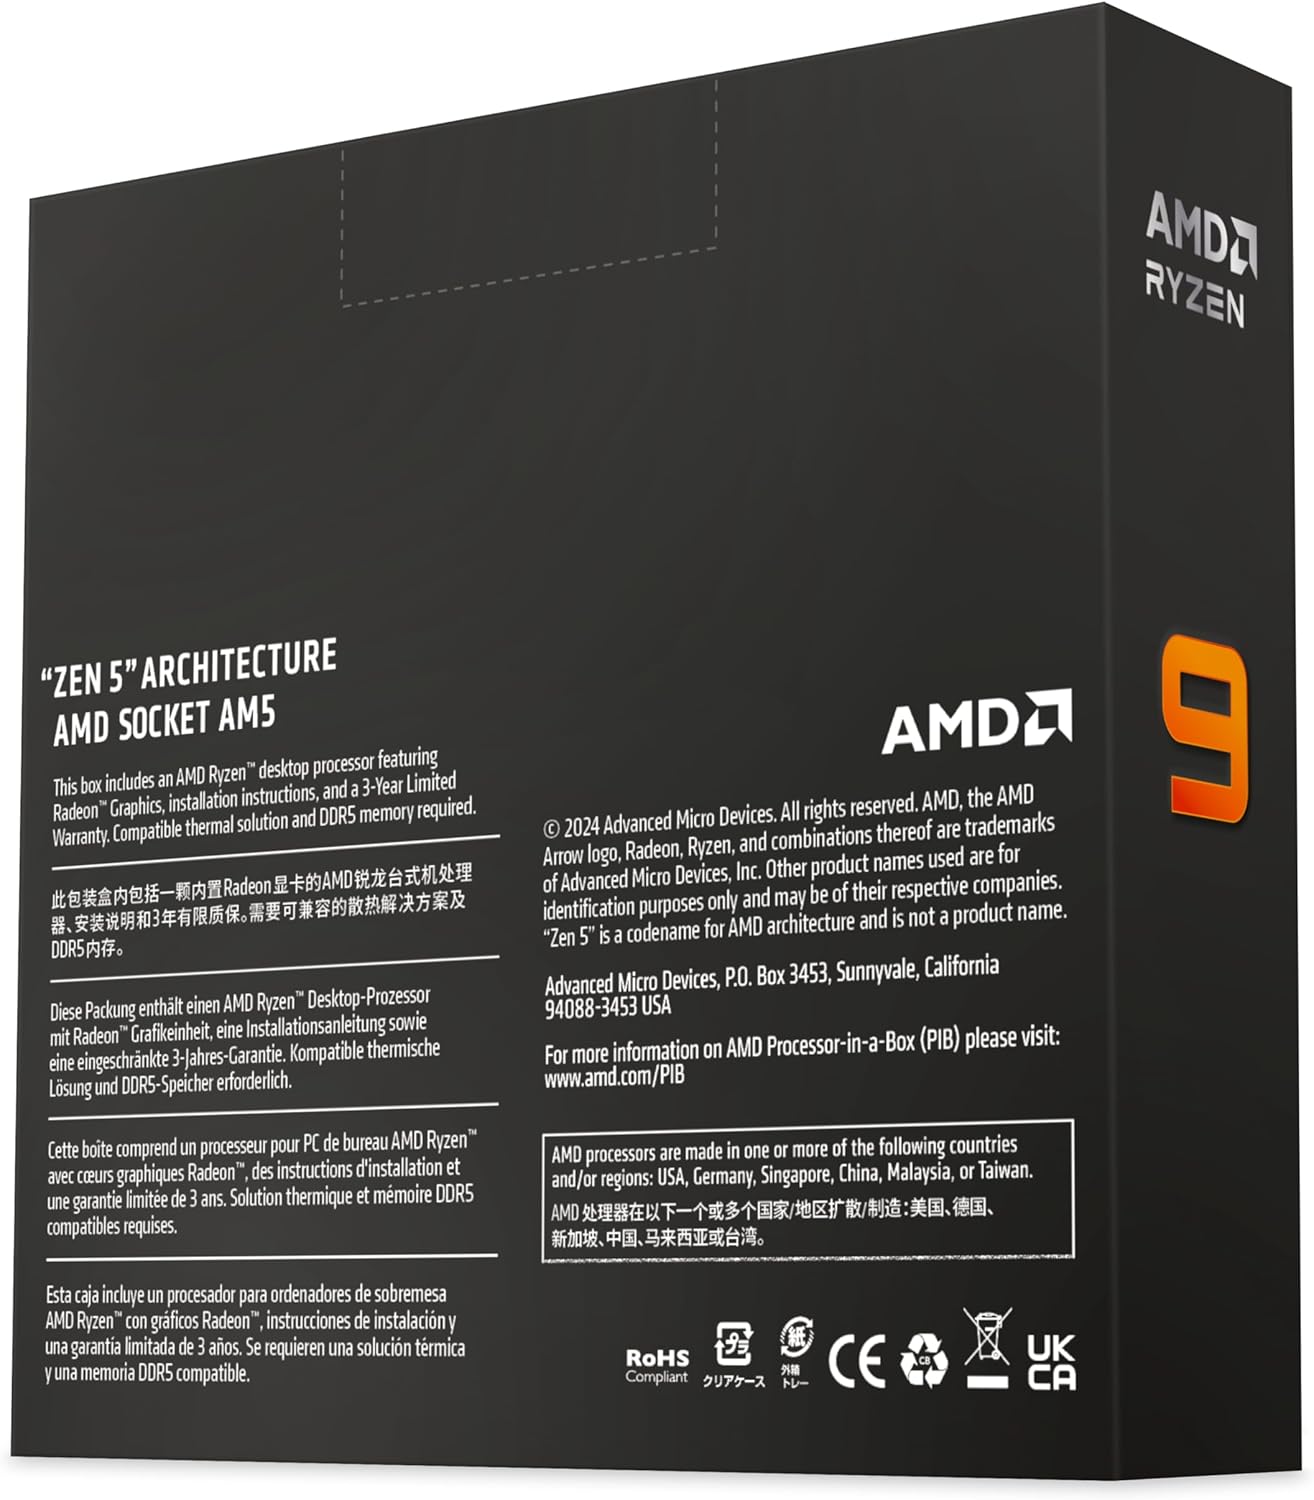 "ZEN 5" ARCHITECTURE
AMD SOCKET AM5
This box includes an AMD Ryzen™ desktop processor featuring
Radeon™ Graphics, installation instructions, and a 3-Year Limited
Warranty. Compatible thermal solution and DDR5 memory required.
此包装盒内包括一颗内置Radeon显卡的AMD锐龙台式机处理
器、安装说明和3年有限质保。需要可兼容的散热解决方案及
DDR5内存。
Diese Packung enthält einen AMD Ryzen™ Desktop-Prozessor
mit Radeon™ Grafikeinheit, eine Installationsanleitung sowie
eine eingeschränkte 3-Jahres-Garantie. Kompatible thermische
Lösung und DDR5-Speicher erforderlich.
Cette boîte comprend un processeur pour PC de bureau AMD Ryzen™
avec cœurs graphiques Radeon™, des instructions d'installation et
une garantie limitée de 3 ans. Solution thermique et mémoire DDR5
compatibles requises.
Esta caja incluye un procesador para ordenadores de sobremesa
AMD Ryzen™ con gráficos Radeon™, instrucciones de instalación y
una garantía limitada de 3 años. Se requieren una solución térmica
y una memoria DDR5 compatible.
AMD
© 2024 Advanced Micro Devices. All rights reserved. AMD, the AMD
Arrow logo, Radeon, Ryzen, and combinations thereof are trademarks
of Advanced Micro Devices, Inc. Other product names used are for
identification purposes only and may be of their respective companies.
"Zen 5" is a codename for AMD architecture and is not a product name.
Advanced Micro Devices, P.O. Box 3453, Sunnyvale, California
94088-3453 USA
For more information on AMD Processor-in-a-Box (PIB) please visit:
www.amd.com/PIB
AMD processors are made in one or more of the following countries
and/or regions: USA, Germany, Singapore, China, Malaysia, or Taiwan.
AMD 处理器在以下一个或多个国家/地区扩散/制造：美国、德国、
新加坡、中国、马来西亚或台湾。
RoHS
Compliant
プラ
クリアケース
紙
外箱
トレー
CE
CB
UK
CA
AMD
RYZEN
9